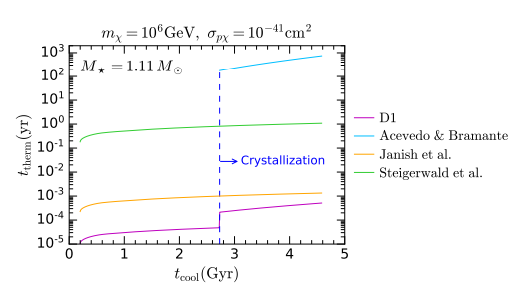 m_χ = 10^6 GeV, σ_pχ = 10^-41 cm^2
M_⋆ = 1.11 M_⊙
10^3
10^2
10^1
10^0
10^-1
10^-2
10^-3
10^-4
10^-5
t_therm(yr)
Crystallization
0 1 2 3 4 5
t_cool(Gyr)
D1
Acevedo & Bramante
Janish et al.
Steigerwald et al.